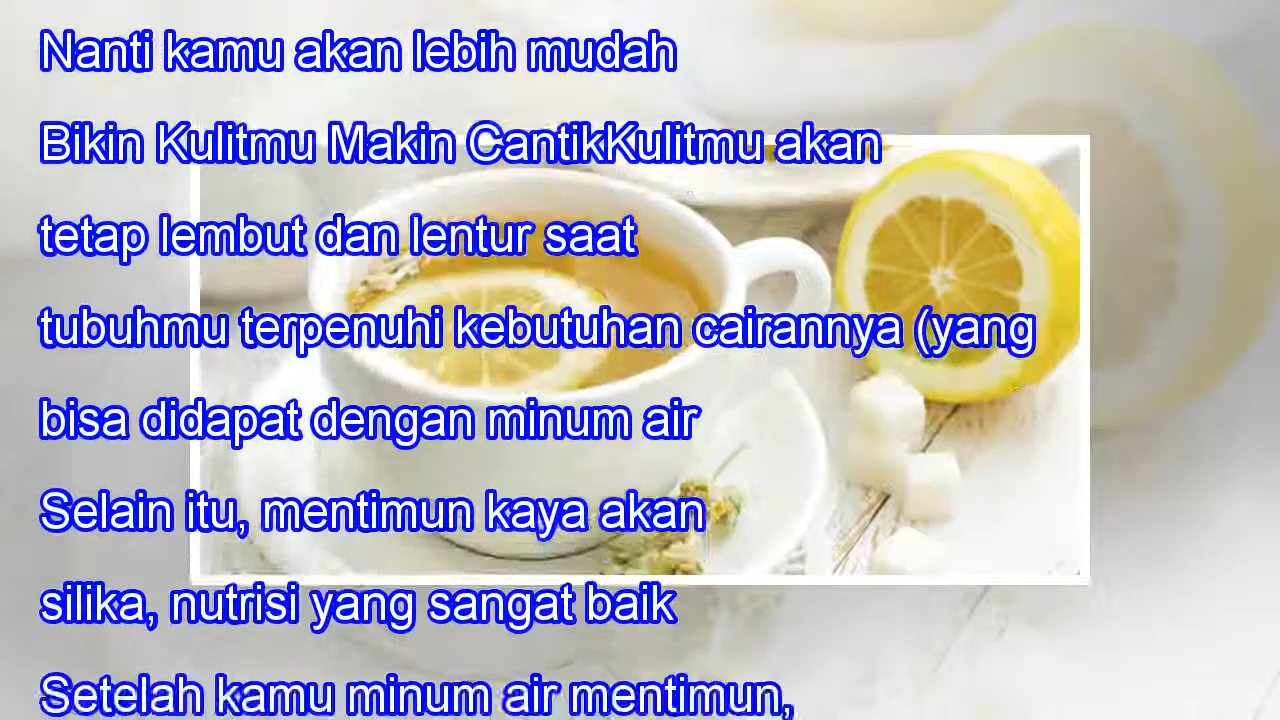 Nanti kamu akan lebih mudah
Bikin Kulitmu Makin CantikKulitmu akan
tetap lembut dan lentur saat
tubuhmu terpenuhi kebutuhan cairannya (yang
bisa didapat dengan minum air
Selain itu, mentimun kaya akan
silika, nutrisi yang sangat baik
Setelah kamu minum air mentimun,